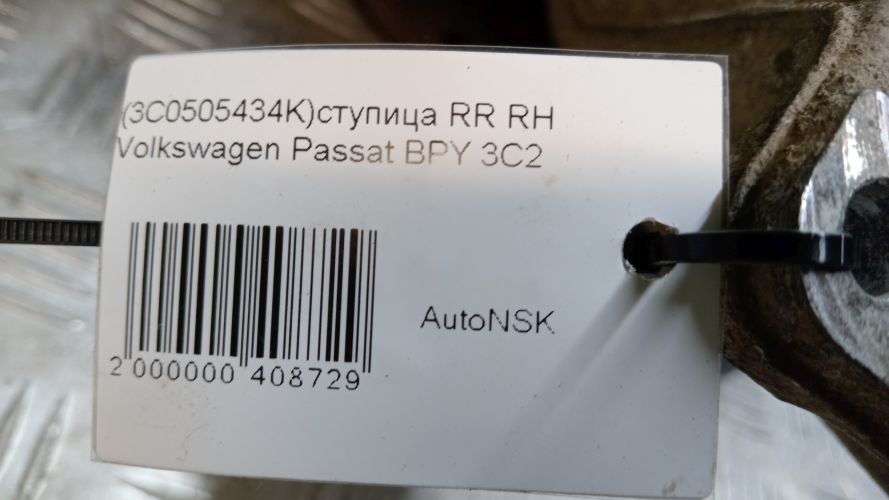 (3C0505434K)ступица RR RH
Volkswagen Passat BPY 3C2
AutoNSK
2 000000 408729